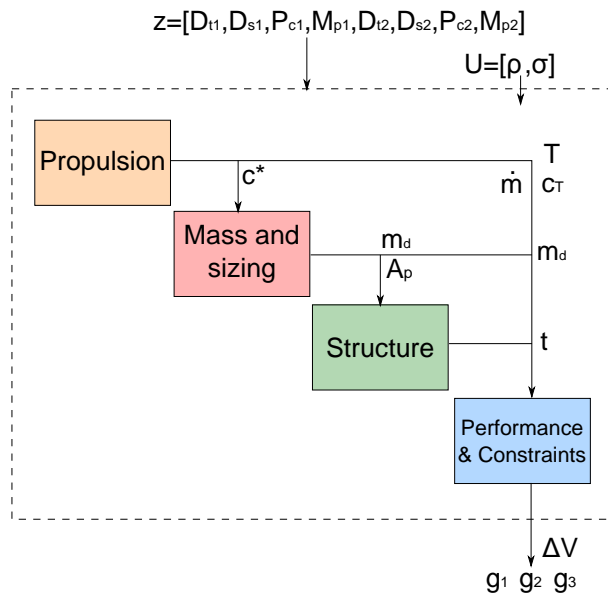 z=[Dt1,Ds1,Pc1,Mp1,Dt2,Ds2,Pc2,Mp2]
U=[ρ,σ]
Propulsion
T
c*
ṁ
cT
Mass and
sizing
md
md
Ap
Structure
t
Performance
& Constraints
ΔV
g1 g2 g3